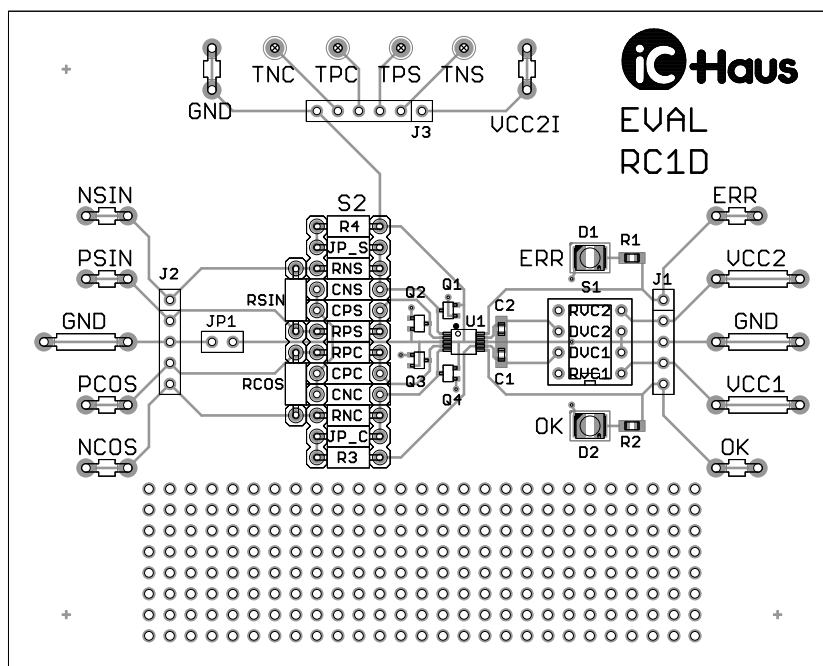 iC Haus
EVAL
RC1D
TNC TPC TPS TNS
GND J3 VCC2I
NSIN S2 ERR
R4 D1 R1
JP_S ERR
PSIN RNS VCC2
J2 RSIN CNS Q2 Q1 S1 J1
CPS C2 RVC2
GND JP1 RPS U1 DVC2 GND
RPC DVC1
PCOS RCOS CPC Q3 C1 RVC1 VCC1
CNC Q4
RNC
NCOS JP_C OK R2 OK
R3 D2